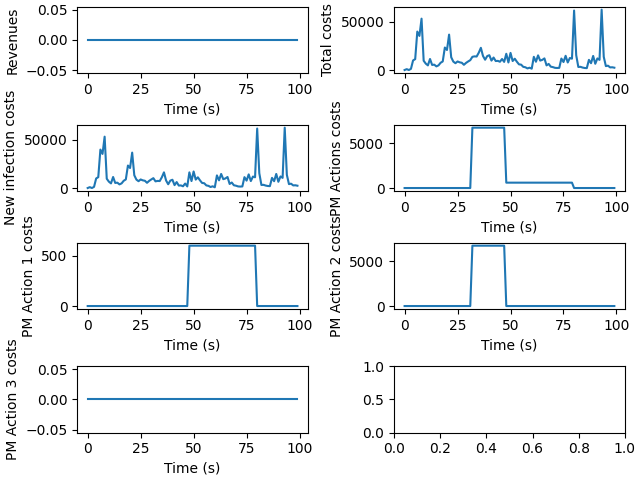 Revenues
0.05
0.00
−0.05
0 25 50 75 100
Time (s)
Total costs
50000
0
0 25 50 75 100
Time (s)
New infection costs
50000
0
0 25 50 75 100
Time (s)
PM Actions costs
5000
0
0 25 50 75 100
Time (s)
PM Action 1 costs
500
0
0 25 50 75 100
Time (s)
PM Action 2 costs
5000
0
0 25 50 75 100
Time (s)
PM Action 3 costs
0.05
0.00
−0.05
0 25 50 75 100
Time (s)
1.0
0.5
0.0
0.0 0.2 0.4 0.6 0.8 1.0